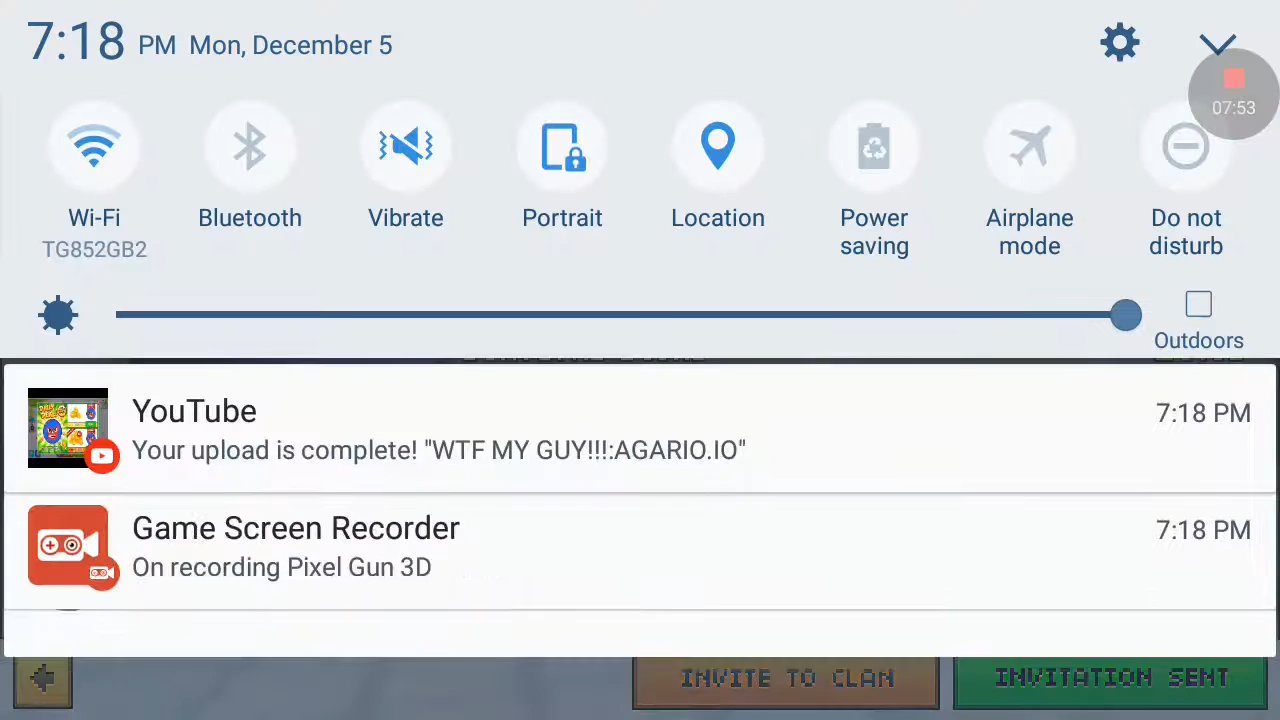 7:18 PM Mon, December 5
07:53
Wi-Fi
TG852GB2
Bluetooth
Vibrate
Portrait
Location
Power
saving
Airplane
mode
Do not
disturb
Outdoors
YouTube 7:18 PM
Your upload is complete! "WTF MY GUY!!!:AGARIO.IO"
Game Screen Recorder 7:18 PM
On recording Pixel Gun 3D
INVITE TO CLAN
INVITATION SENT